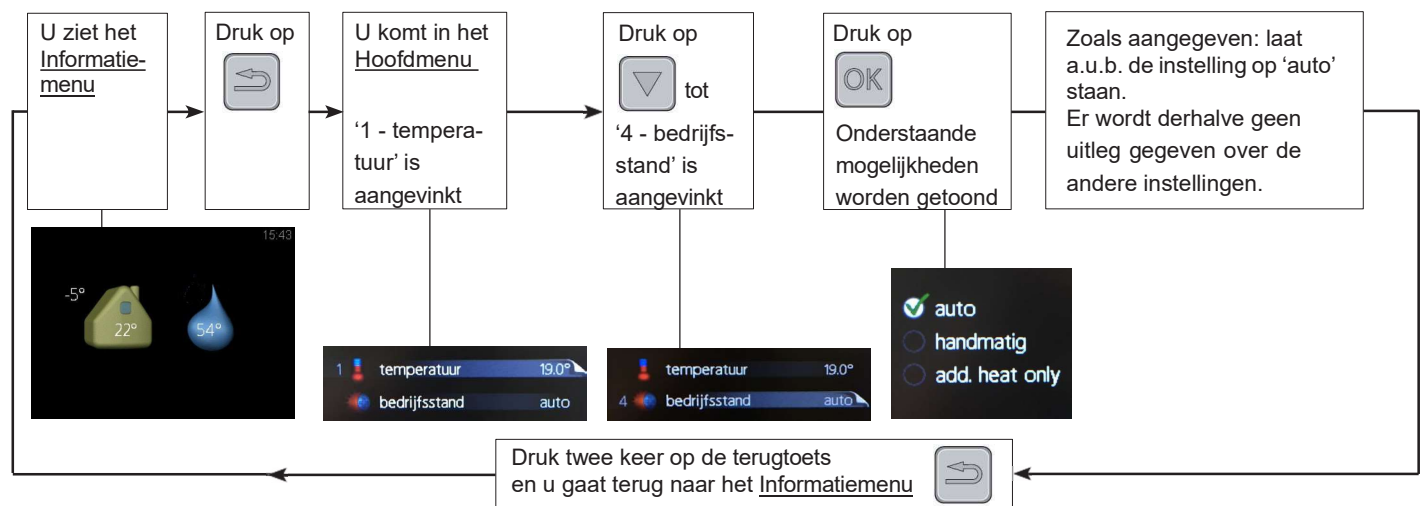 U ziet het
Informatie-
menu
Druk op
U komt in het
Hoofdmenu
‘1 - tempera-
tuur’ is
aangevinkt
Druk op
tot
‘4 - bedrijfs-
stand’ is
aangevinkt
Druk op
OK
Onderstaande
mogelijkheden
worden getoond
Zoals aangegeven: laat
a.u.b. de instelling op ‘auto’
staan.
Er wordt derhalve geen
uitleg gegeven over de
andere instellingen.
15:43
-5°
22°
54°
1 temperatuur 19.0°
bedrijfsstand auto
temperatuur 19.0°
4 bedrijfsstand auto
auto
handmatig
add. heat only
Druk twee keer op de terugtoets
en u gaat terug naar het Informatiemenu